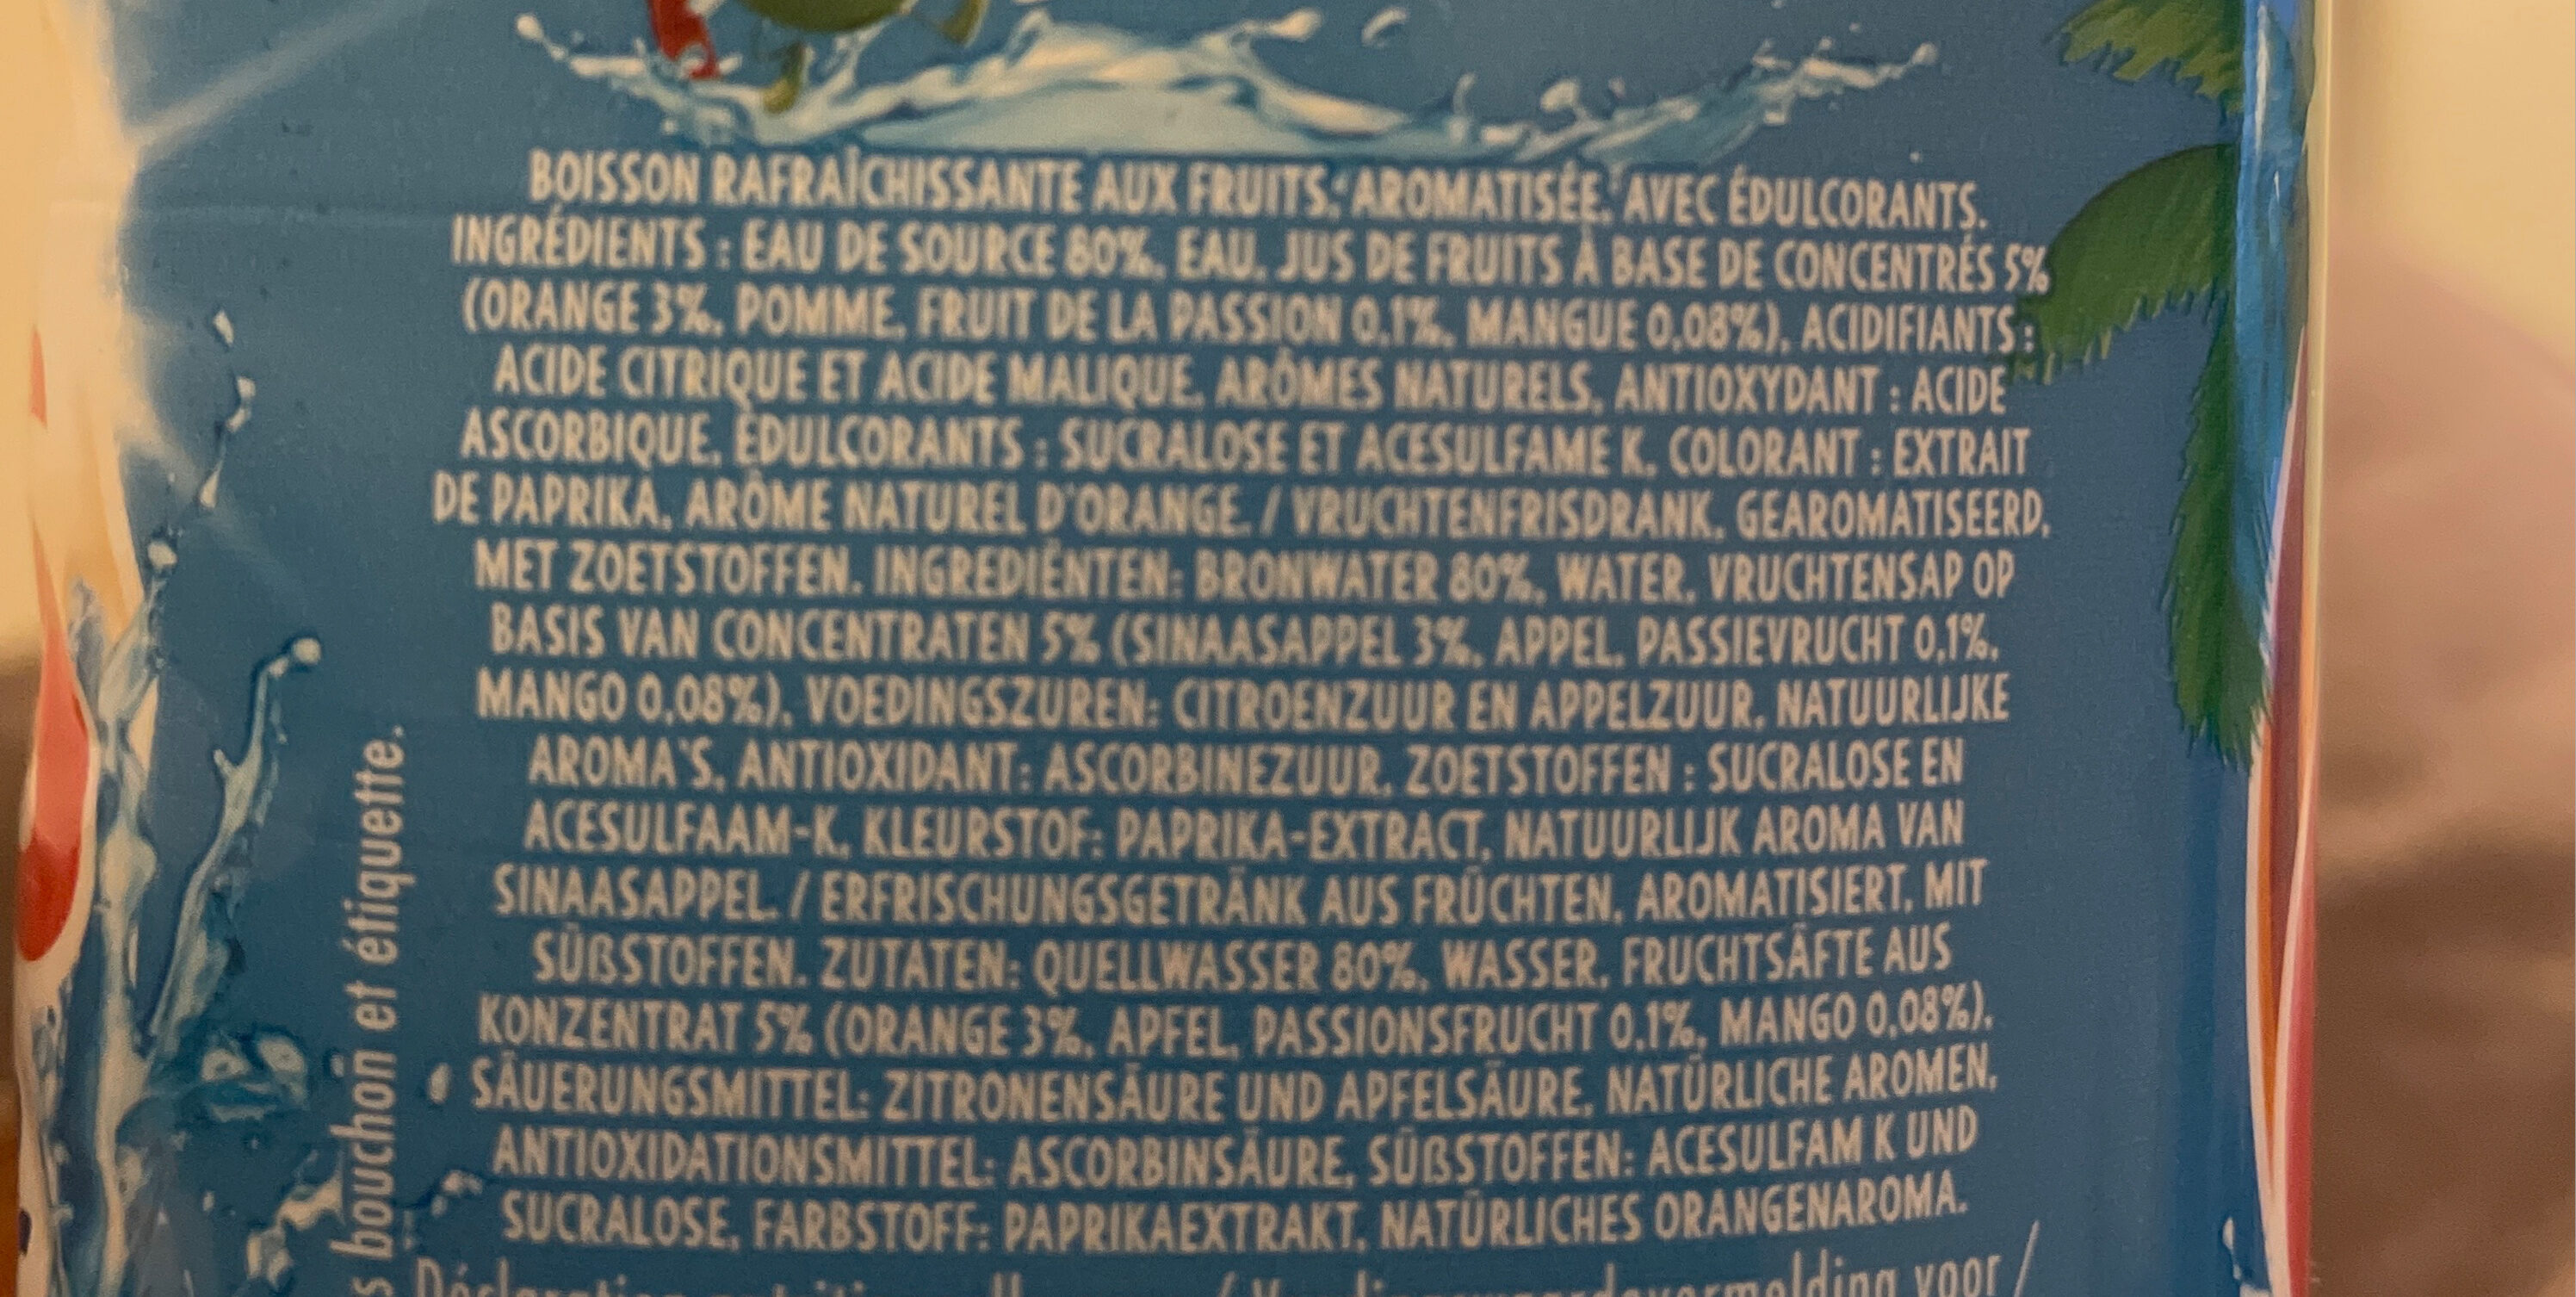 BOISSON RAFRAÎCHISSANTE AUX FRUITS, AROMATISÉE, AVEC ÉDULCORANTS.
INGRÉDIENTS : EAU DE SOURCE 80%, EAU, JUS DE FRUITS À BASE DE CONCENTRÉS 5%
(ORANGE 3%, POMME, FRUIT DE LA PASSION 0,1%, MANGUE 0,08%), ACIDIFIANTS :
ACIDE CITRIQUE ET ACIDE MALIQUE, ARÔMES NATURELS, ANTIOXYDANT : ACIDE
ASCORBIQUE, ÉDULCORANTS : SUCRALOSE ET ACESULFAME K, COLORANT : EXTRAIT
DE PAPRIKA, ARÔME NATUREL D'ORANGE. / VRUCHTENFRISDRANK, GEAROMATISEERD,
MET ZOETSTOFFEN. INGREDIËNTEN: BRONWATER 80%, WATER, VRUCHTENSAP OP
BASIS VAN CONCENTRATEN 5% (SINAASAPPEL 3%, APPEL, PASSIEVRUCHT 0,1%,
MANGO 0,08%), VOEDINGSZUREN: CITROENZUUR EN APPELZUUR, NATUURLIJKE
AROMA'S, ANTIOXIDANT: ASCORBINEZUUR, ZOETSTOFFEN : SUCRALOSE EN
ACESULFAAM-K, KLEURSTOF: PAPRIKA-EXTRACT, NATUURLIJK AROMA VAN
SINAASAPPEL. / ERFRISCHUNGSGETRÄNK AUS FRÜCHTEN, AROMATISIERT, MIT
SÜßSTOFFEN. ZUTATEN: QUELLWASSER 80%, WASSER, FRUCHTSÄFTE AUS
KONZENTRAT 5% (ORANGE 3%, APFEL, PASSIONSFRUCHT 0,1%, MANGO 0,08%),
SÄUERUNGSMITTEL: ZITRONENSÄURE UND APFELSÄURE, NATÜRLICHE AROMEN,
ANTIOXIDATIONSMITTEL: ASCORBINSÄURE, SÜßSTOFFEN: ACESULFAM K UND
SUCRALOSE, FARBSTOFF: PAPRIKAEXTRAKT, NATÜRLICHES ORANGENAROMA.
voor /
bouchon et étiquette.